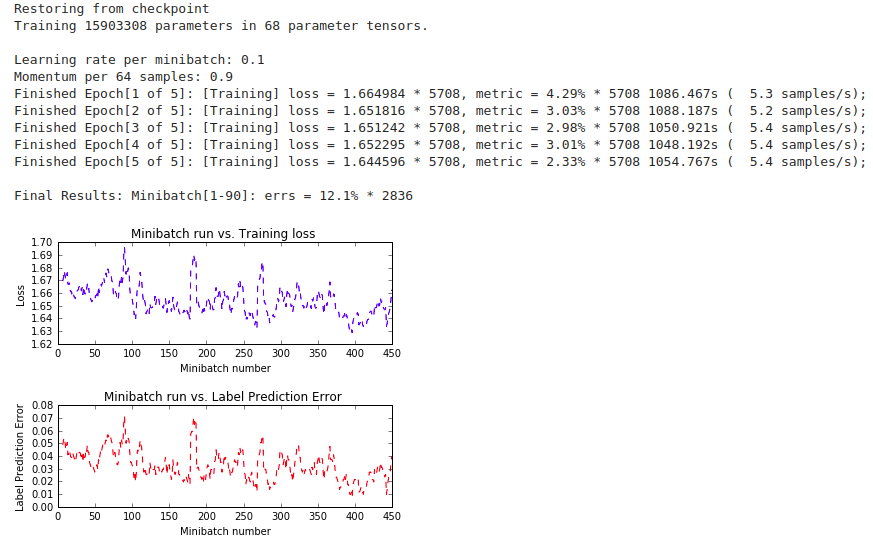 Restoring from checkpoint
Training 15903308 parameters in 68 parameter tensors.
Learning rate per minibatch: 0.1
Momentum per 64 samples: 0.9
Finished Epoch[1 of 5]: [Training] loss = 1.664984 * 5708, metric = 4.29% * 5708 1086.467s (  5.3 samples/s);
Finished Epoch[2 of 5]: [Training] loss = 1.651816 * 5708, metric = 3.03% * 5708 1088.187s (  5.2 samples/s);
Finished Epoch[3 of 5]: [Training] loss = 1.651242 * 5708, metric = 2.98% * 5708 1050.921s (  5.4 samples/s);
Finished Epoch[4 of 5]: [Training] loss = 1.652295 * 5708, metric = 3.01% * 5708 1048.192s (  5.4 samples/s);
Finished Epoch[5 of 5]: [Training] loss = 1.644596 * 5708, metric = 2.33% * 5708 1054.767s (  5.4 samples/s);
Final Results: Minibatch[1-90]: errs = 12.1% * 2836
Minibatch run vs. Training loss
Loss
1.70
1.69
1.68
1.67
1.66
1.65
1.64
1.63
1.62
0 50 100 150 200 250 300 350 400 450
Minibatch number
Minibatch run vs. Label Prediction Error
Label Prediction Error
0.08
0.07
0.06
0.05
0.04
0.03
0.02
0.01
0.00
0 50 100 150 200 250 300 350 400 450
Minibatch number